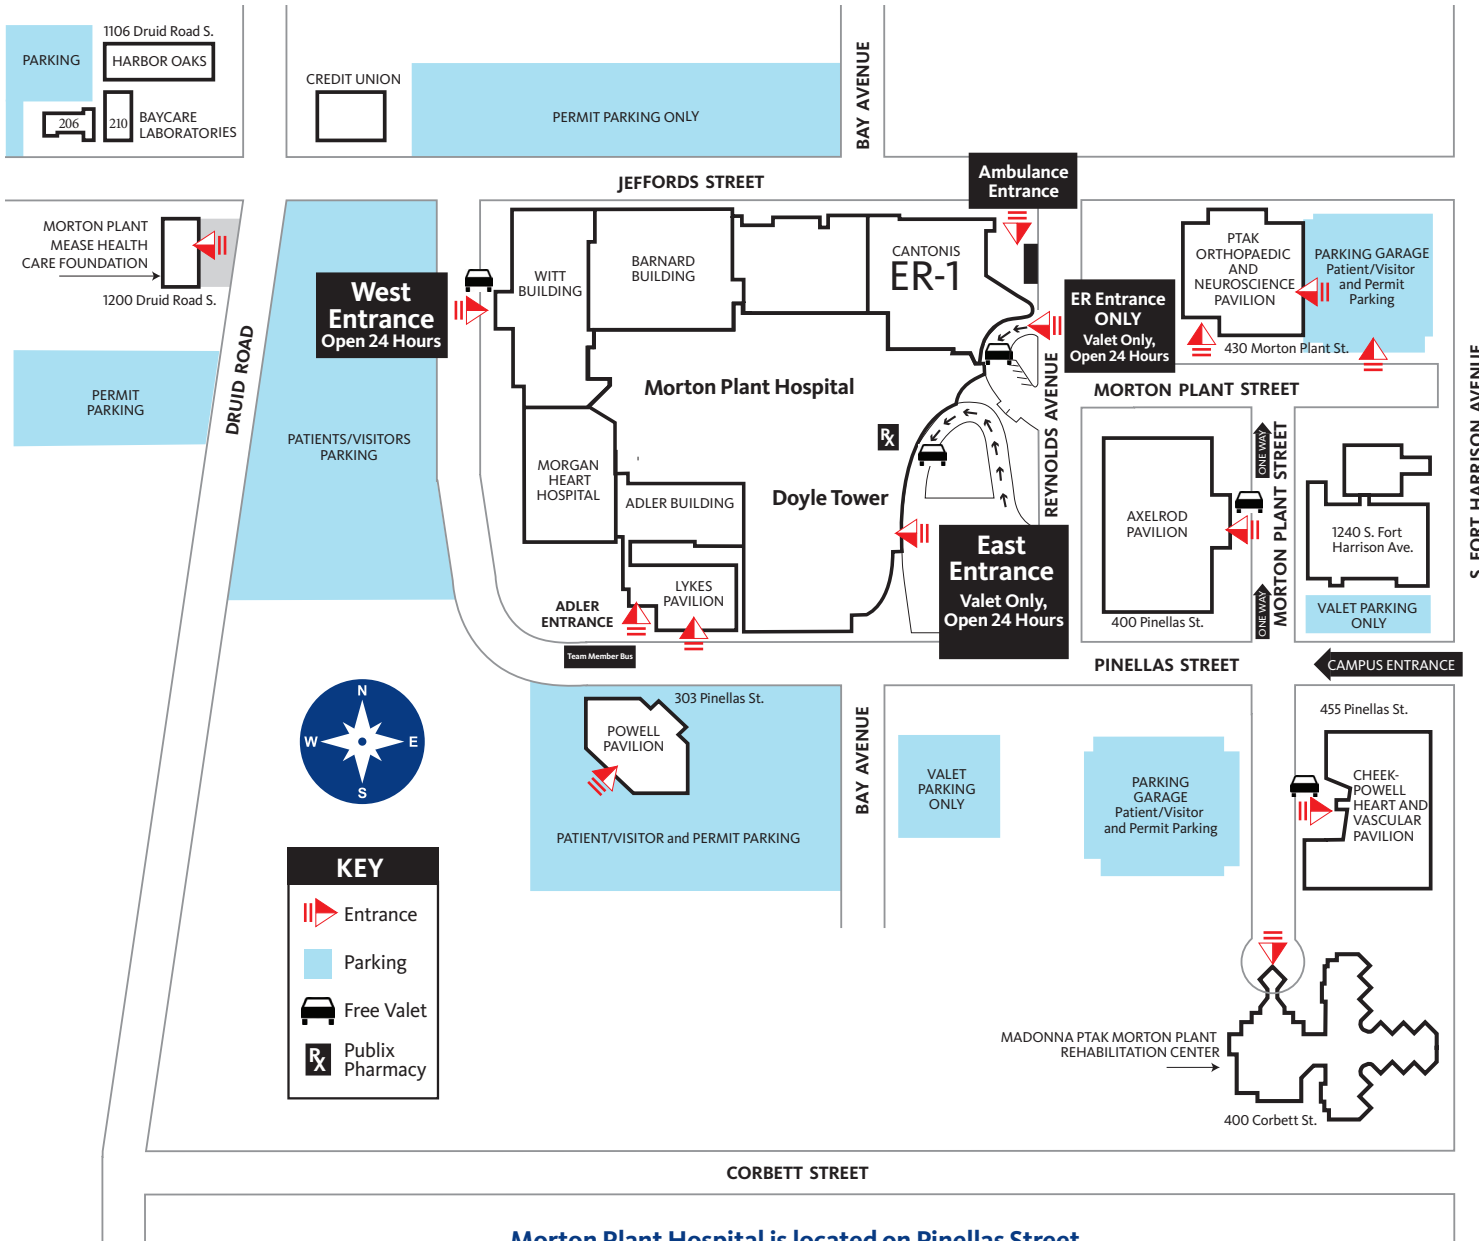 1106 Druid Road S.
PARKING
HARBOR OAKS
206
210
BAYCARE
LABORATORIES
CREDIT UNION
PERMIT PARKING ONLY
BAY AVENUE
JEFFORDS STREET
Ambulance
Entrance
MORTON PLANT
MEASE HEALTH
CARE FOUNDATION
1200 Druid Road S.
DRUID ROAD
PERMIT
PARKING
West
Entrance
Open 24 Hours
PATIENTS/VISITORS
PARKING
WITT
BUILDING
BARNARD
BUILDING
CANTONIS
ER-1
ER Entrance
ONLY
Valet Only,
Open 24 Hours
PTAK
ORTHOPAEDIC
AND
NEUROSCIENCE
PAVILION
PARKING GARAGE
Patient/Visitor
and Permit
Parking
430 Morton Plant St.
MORTON PLANT STREET
Morton Plant Hospital
Rx
REYNOLDS AVENUE
MORGAN
HEART
HOSPITAL
ADLER BUILDING
Doyle Tower
East
Entrance
Valet Only,
Open 24 Hours
LYKES
PAVILION
ADLER
ENTRANCE
Team Member Bus
AXELROD
PAVILION
400 Pinellas St.
ONE WAY
ONE WAY
MORTON PLANT STREET
1240 S. Fort
Harrison Ave.
VALET PARKING
ONLY
S. FORT HARRISON AVENUE
PINELLAS STREET
CAMPUS ENTRANCE
N
W
E
S
303 Pinellas St.
POWELL
PAVILION
PATIENT/VISITOR and PERMIT PARKING
BAY AVENUE
VALET
PARKING
ONLY
PARKING
GARAGE
Patient/Visitor
and Permit Parking
455 Pinellas St.
CHEEK-
POWELL
HEART AND
VASCULAR
PAVILION
KEY
Entrance
Parking
Free Valet
Rx
Publix
Pharmacy
MADONNA PTAK MORTON PLANT
REHABILITATION CENTER
400 Corbett St.
CORBETT STREET
Morton Plant Hospital is located on Pinellas Street